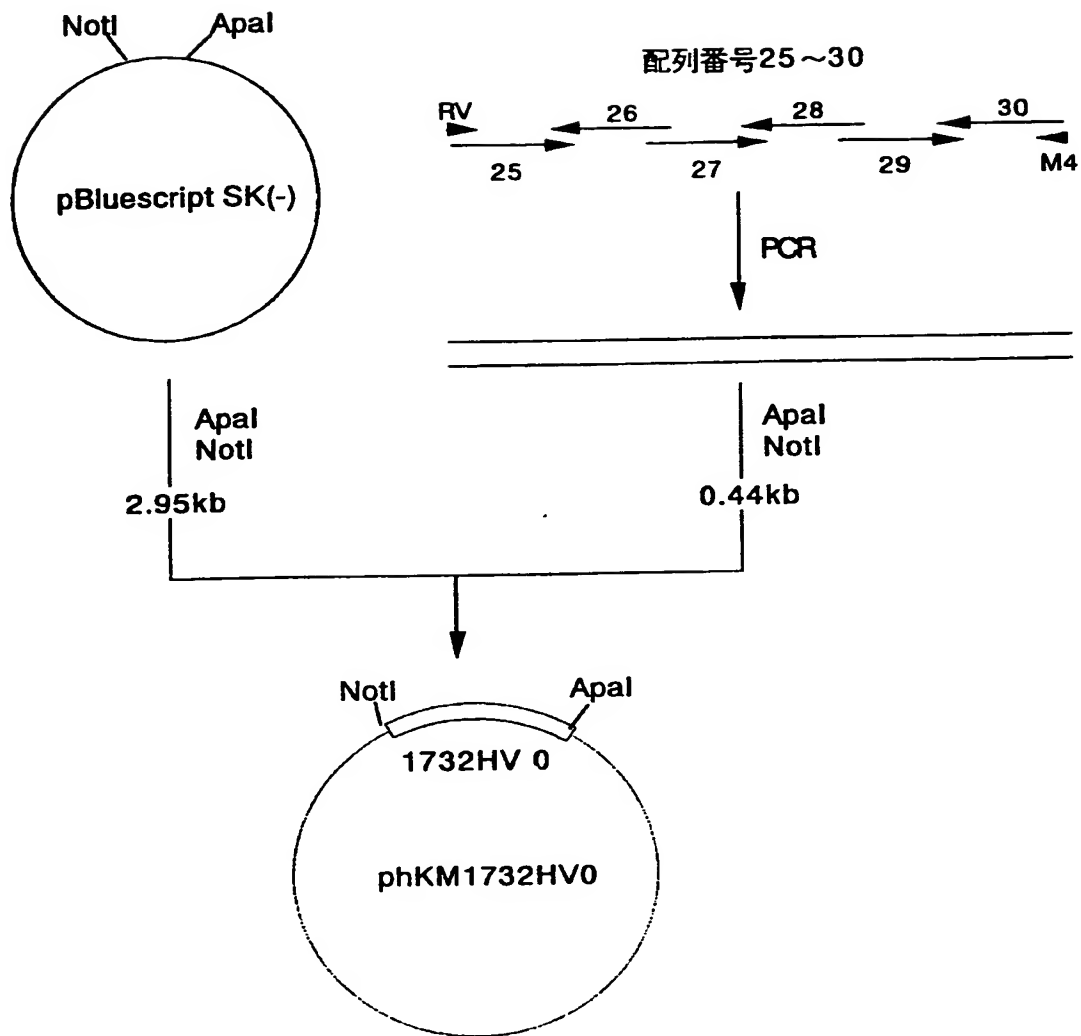 NotI
ApaI
pBluescript SK(-)
ApaI
NotI
2.95kb
配列番号25～30
RV
26
28
30
25
27
29
M4
PCR
ApaI
NotI
0.44kb
NotI
ApaI
1732HV 0
phKM1732HV0